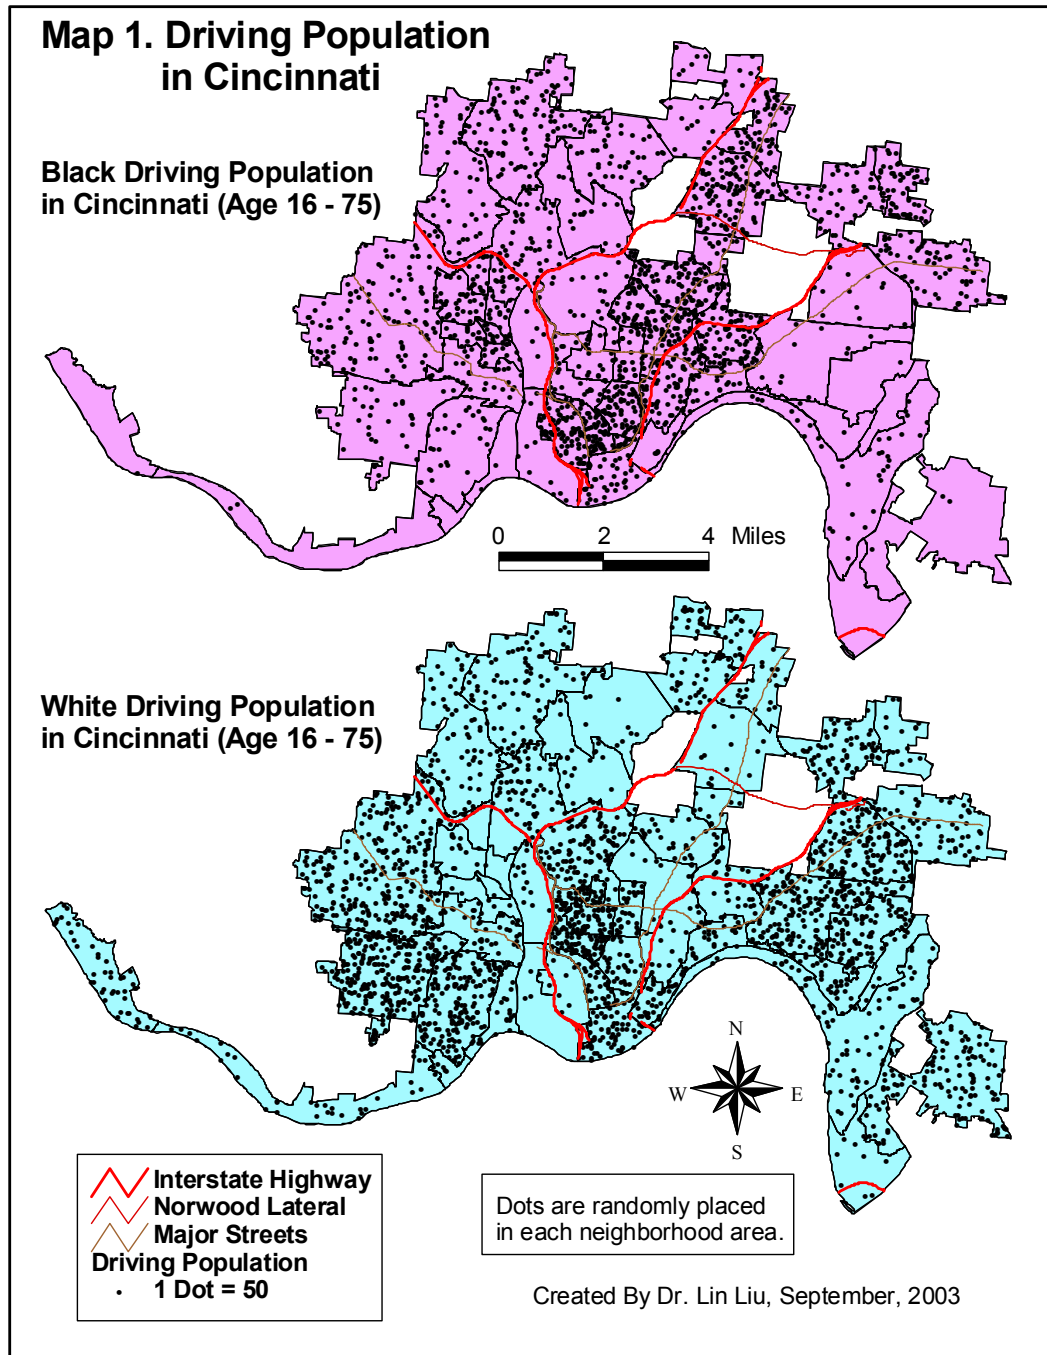 Map 1. Driving Population
in Cincinnati
Black Driving Population
in Cincinnati (Age 16 - 75)
0 2 4 Miles
White Driving Population
in Cincinnati (Age 16 - 75)
N
W E
S
Interstate Highway
Norwood Lateral
Major Streets
Driving Population
1 Dot = 50
Dots are randomly placed
in each neighborhood area.
Created By Dr. Lin Liu, September, 2003